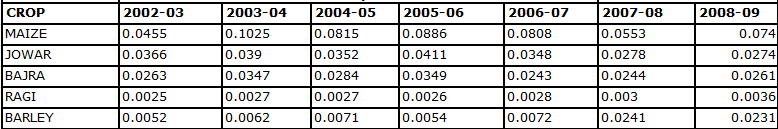 CROP 2002-03 2003-04 2004-05 2005-06 2006-07 2007-08 2008-09
MAIZE 0.0455 0.1025 0.0815 0.0886 0.0808 0.0553 0.074
JOWAR 0.0366 0.039 0.0352 0.0411 0.0348 0.0278 0.0274
BAJRA 0.0263 0.0347 0.0284 0.0349 0.0243 0.0244 0.0261
RAGI 0.0025 0.0027 0.0027 0.0026 0.0028 0.003 0.0036
BARLEY 0.0052 0.0062 0.0071 0.0054 0.0072 0.0241 0.0231